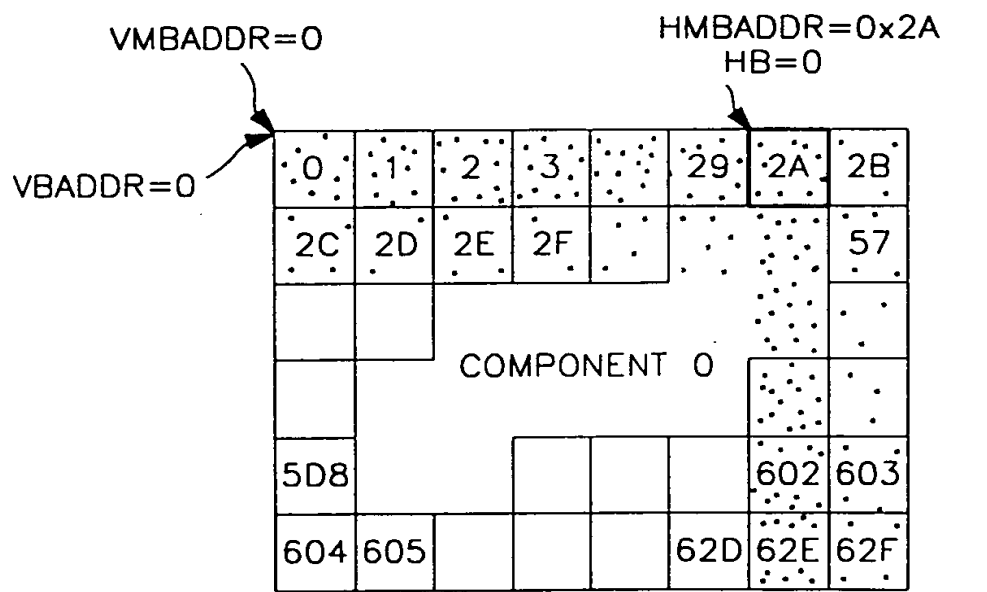 VMBADDR=0
HMBADDR=0x2A
HB=0
VBADDR=0
0 1 2 3 29 2A 2B
2C 2D 2E 2F 57
COMPONENT 0
5D8 602 603
604 605 62D 62E 62F